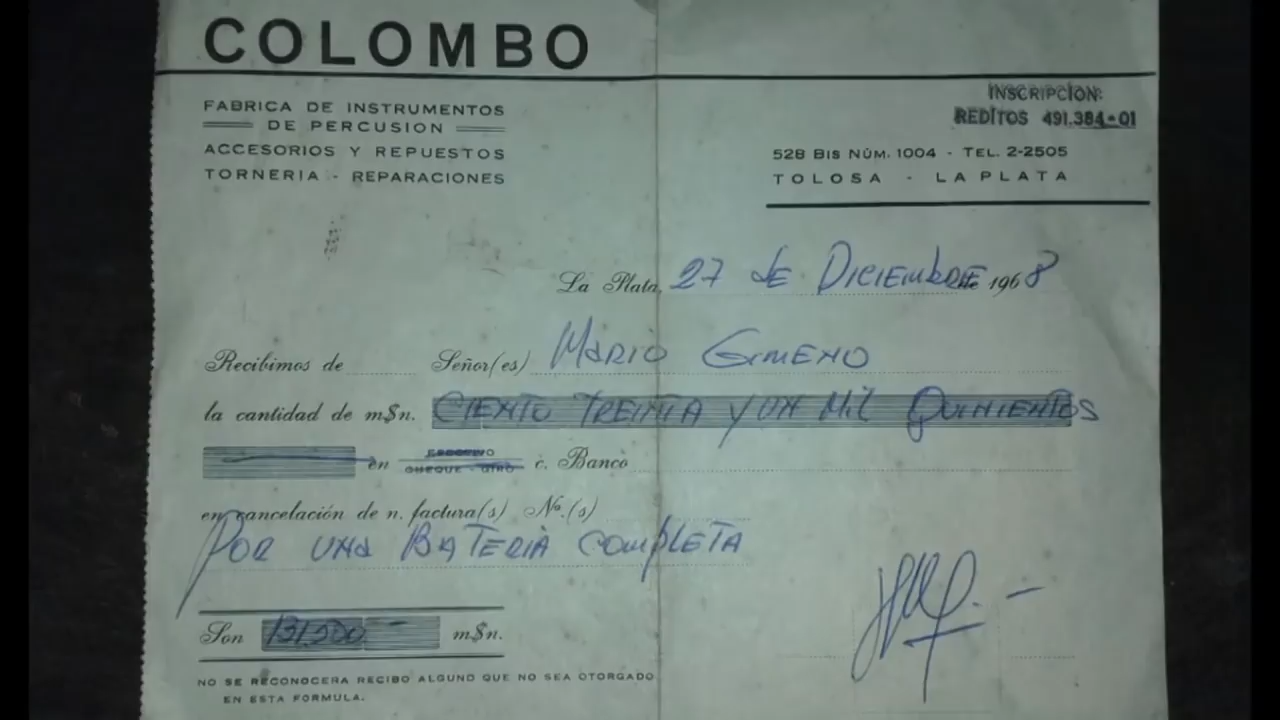 COLOMBO
FABRICA DE INSTRUMENTOS
DE PERCUSION
ACCESORIOS Y REPUESTOS
TORNERIA - REPARACIONES
INSCRIPCION:
REDITOS 491.384-01
528 BIS NÚM. 1004 - TEL. 2-2505
TOLOSA - LA PLATA
La Plata, 27 de DICIEMBRE de 1968
Recibimos de Señor(es) MARIO GIMENO
la cantidad de m$n. CIENTO TREINTA Y UN MIL QUINIENTOS
en EFECTIVO
CHEQUE - GIRO c. Banco
en cancelación de n. factura(s) Nº.(s)
POR UNA BATERIA COMPLETA
Son 131.500 - m$n.
NO SE RECONOCERA RECIBO ALGUNO QUE NO SEA OTORGADO
EN ESTA FORMULA.